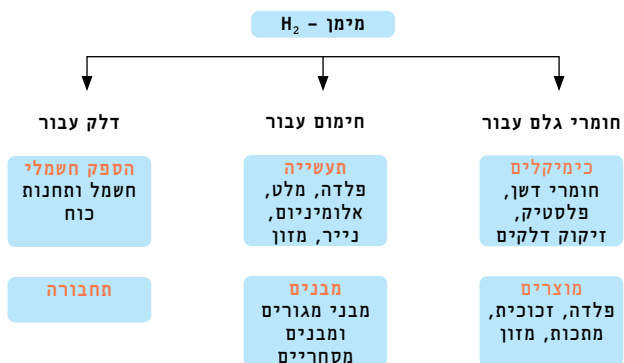 מימן – H₂
חומרי גלם עבור
כימיקלים
חומרי דשן,
פלסטיק,
זיקוק דלקים
מוצרים
פלדה, זכוכית,
מתכות, מזון
חימום עבור
תעשייה
פלדה, מלט,
אלומיניום,
נייר, מזון
מבנים
מבני מגורים
ומבנים
מסחריים
דלק עבור
הספק חשמלי
חשמל ותחנות
כוח
תחבורה